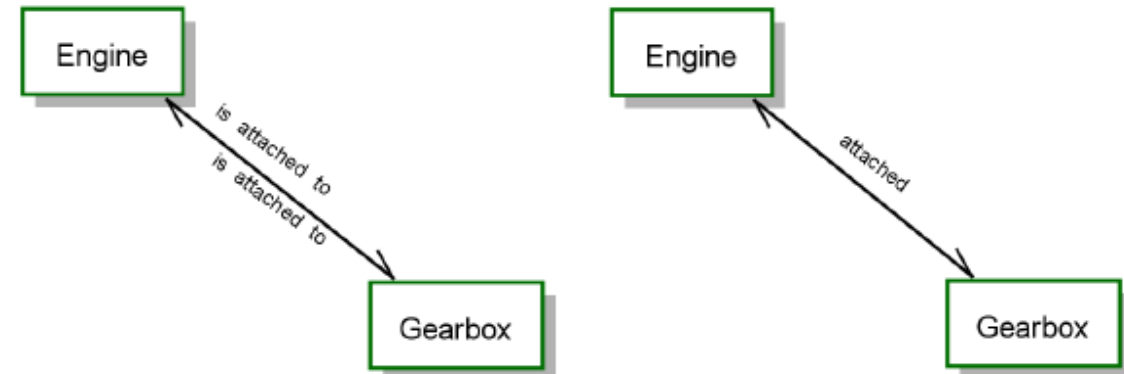 Engine
is attached to
is attached to
Gearbox
Engine
attached
Gearbox